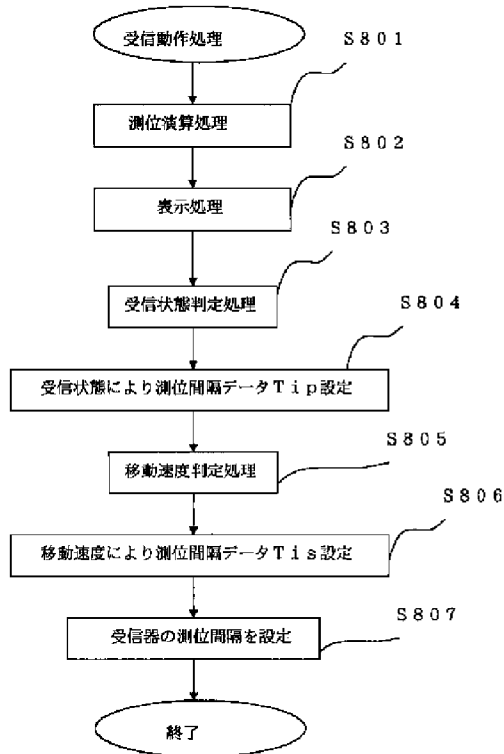 受信動作処理
S801
測位演算処理
S802
表示処理
S803
受信状態判定処理
S804
受信状態により測位間隔データTip設定
S805
移動速度判定処理
S806
移動速度により測位間隔データTis設定
S807
受信器の測位間隔を設定
終了